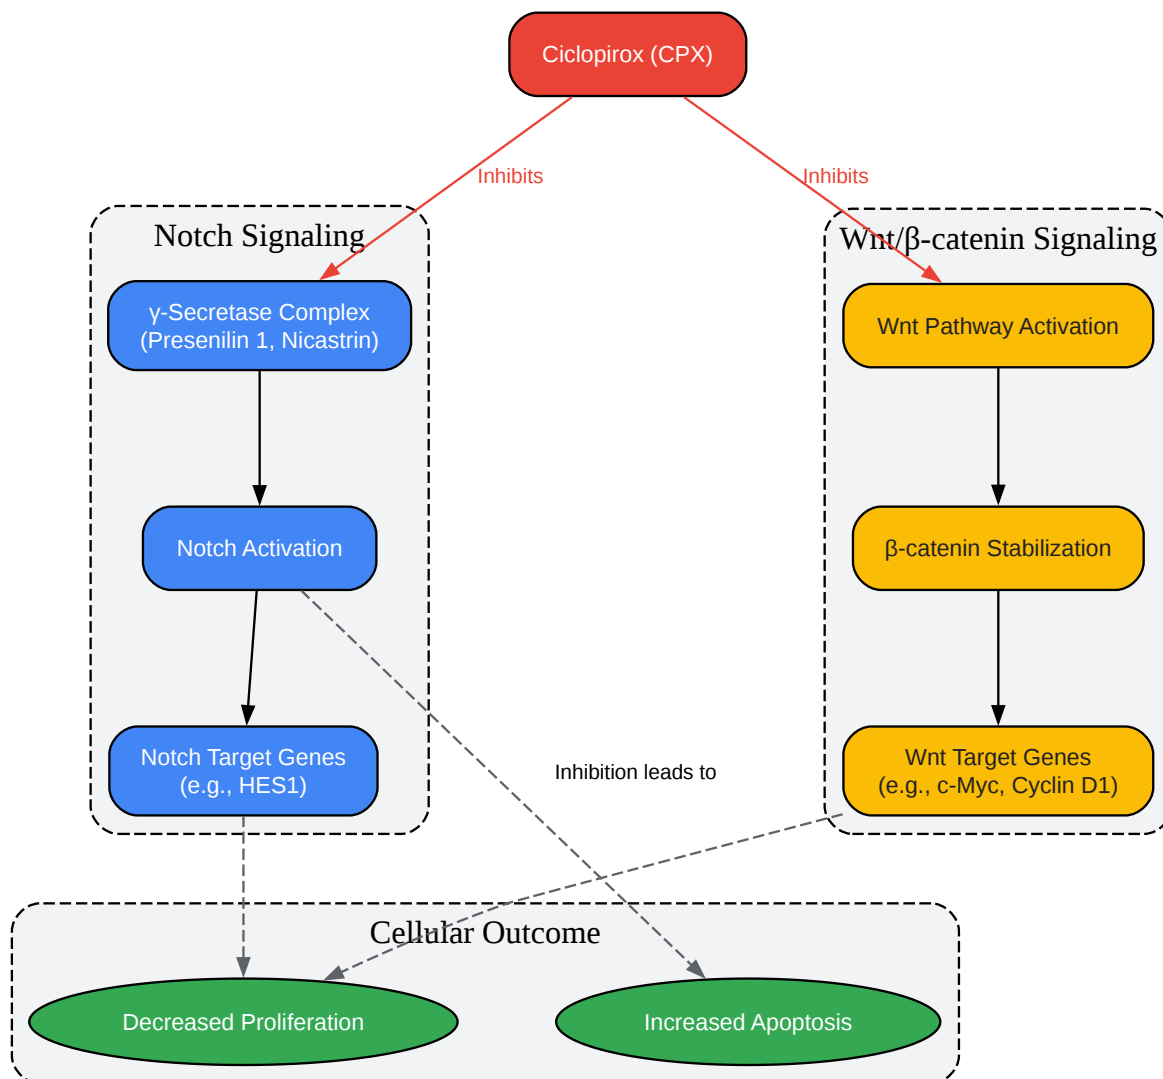 Ciclopirox (CPX)
Inhibits
Inhibits
Notch Signaling
Wnt/β-catenin Signaling
γ-Secretase Complex
(Presenilin 1, Nicastrin)
Wnt Pathway Activation
Notch Activation
β-catenin Stabilization
Notch Target Genes
(e.g., HES1)
Inhibition leads to
Wnt Target Genes
(e.g., c-Myc, Cyclin D1)
Cellular Outcome
Decreased Proliferation
Increased Apoptosis